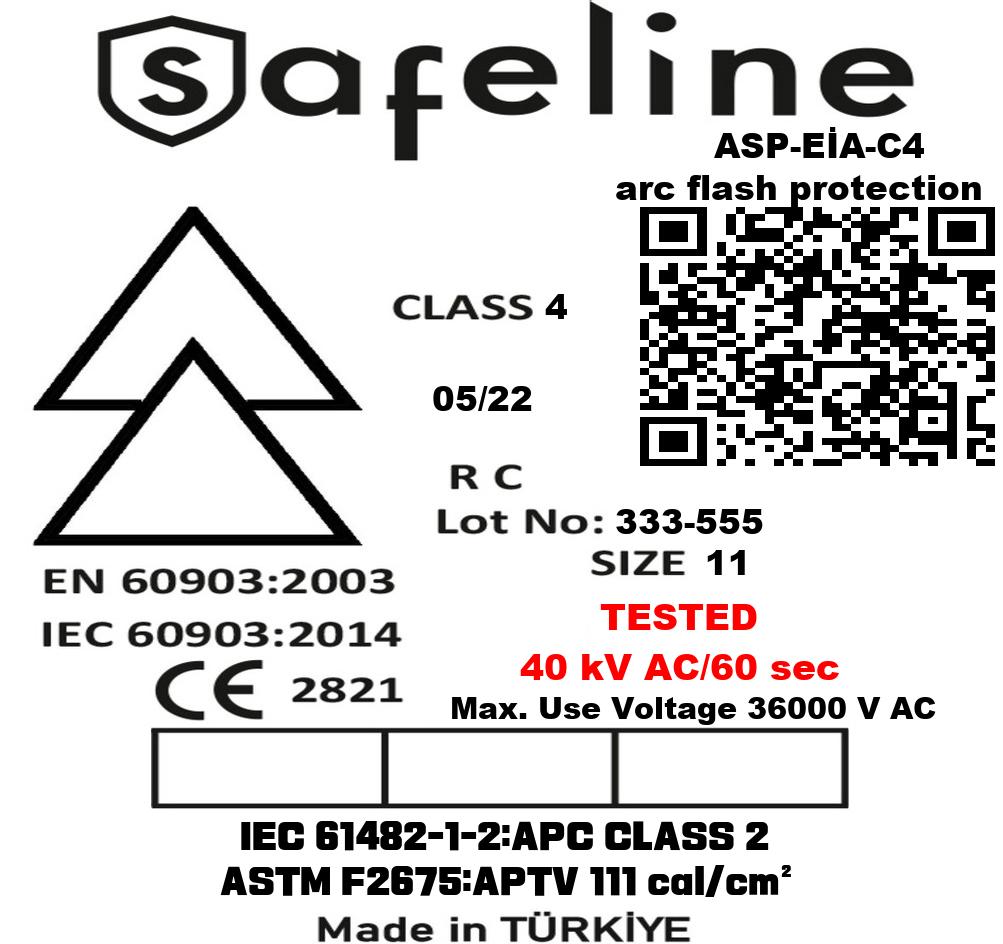 Safeline
ASP-EİA-C4
arc flash protection
CLASS 4
05/22
R C
Lot No: 333-555
SIZE 11
EN 60903:2003
IEC 60903:2014
TESTED
40 kV AC/60 sec
CE 2821
Max. Use Voltage 36000 V AC
IEC 61482-1-2:APC CLASS 2
ASTM F2675:APTV 111 cal/cm²
Made in TÜRKİYE